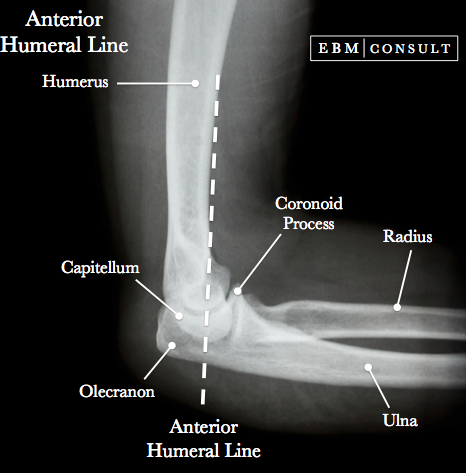 Anterior
Humeral Line
EBM|CONSULT
Humerus
Coronoid
Process
Radius
Capitellum
Olecranon
Ulna
Anterior
Humeral Line